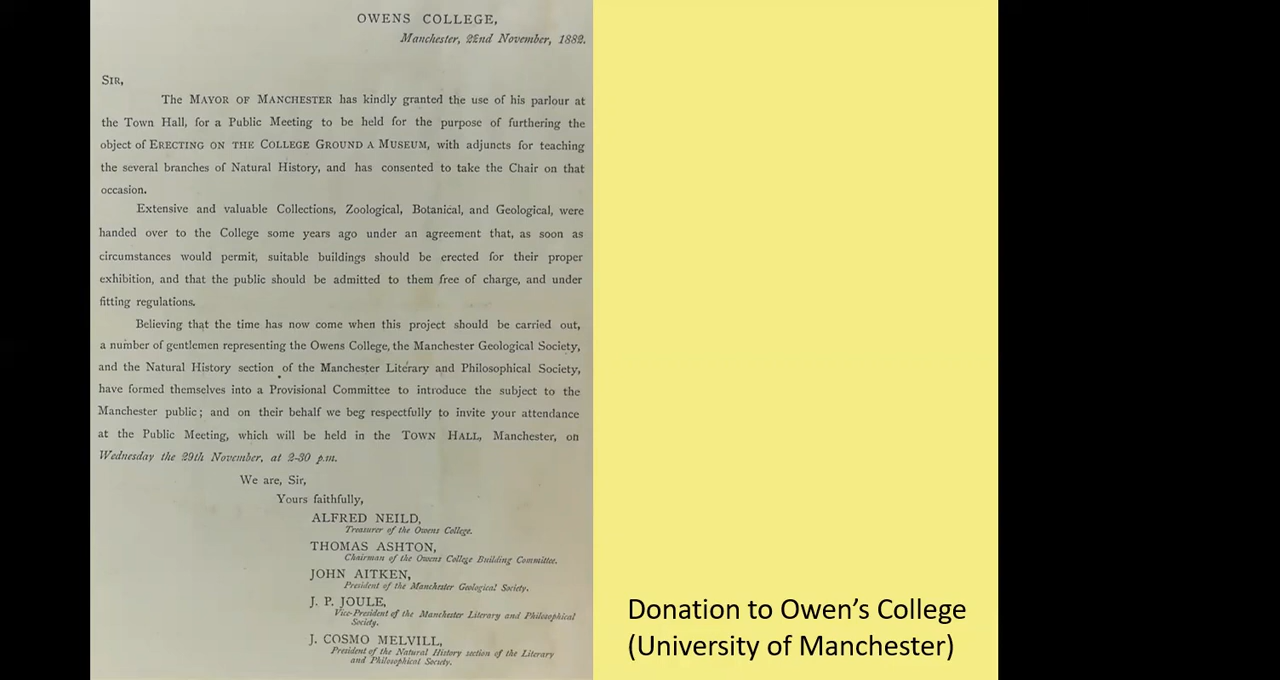 OWENS COLLEGE,
Manchester, 22nd November, 1882.
SIR,
The MAYOR OF MANCHESTER has kindly granted the use of his parlour at
the Town Hall, for a Public Meeting to be held for the purpose of furthering the
object of ERECTING ON THE COLLEGE GROUND A MUSEUM, with adjuncts for teaching
the several branches of Natural History, and has consented to take the Chair on that
occasion.
Extensive and valuable Collections, Zoological, Botanical, and Geological, were
handed over to the College some years ago under an agreement that, as soon as
circumstances would permit, suitable buildings should be erected for their proper
exhibition, and that the public should be admitted to them free of charge, and under
fitting regulations.
Believing that the time has now come when this project should be carried out,
a number of gentlemen representing the Owens College, the Manchester Geological Society,
and the Natural History section of the Manchester Literary and Philosophical Society,
have formed themselves into a Provisional Committee to introduce the subject to the
Manchester public; and on their behalf we beg respectfully to invite your attendance
at the Public Meeting, which will be held in the TOWN HALL, Manchester, on
Wednesday the 29th November, at 2-30 p.m.
We are, Sir,
Yours faithfully,
ALFRED NEILD,
Treasurer of the Owens College.
THOMAS ASHTON,
Chairman of the Owens College Building Committee.
JOHN AITKEN,
President of the Manchester Geological Society.
J. P. JOULE,
Vice-President of the Manchester Literary and Philosophical
Society.
J. COSMO MELVILL,
President of the Natural History section of the Literary
and Philosophical Society.
Donation to Owen's College
(University of Manchester)